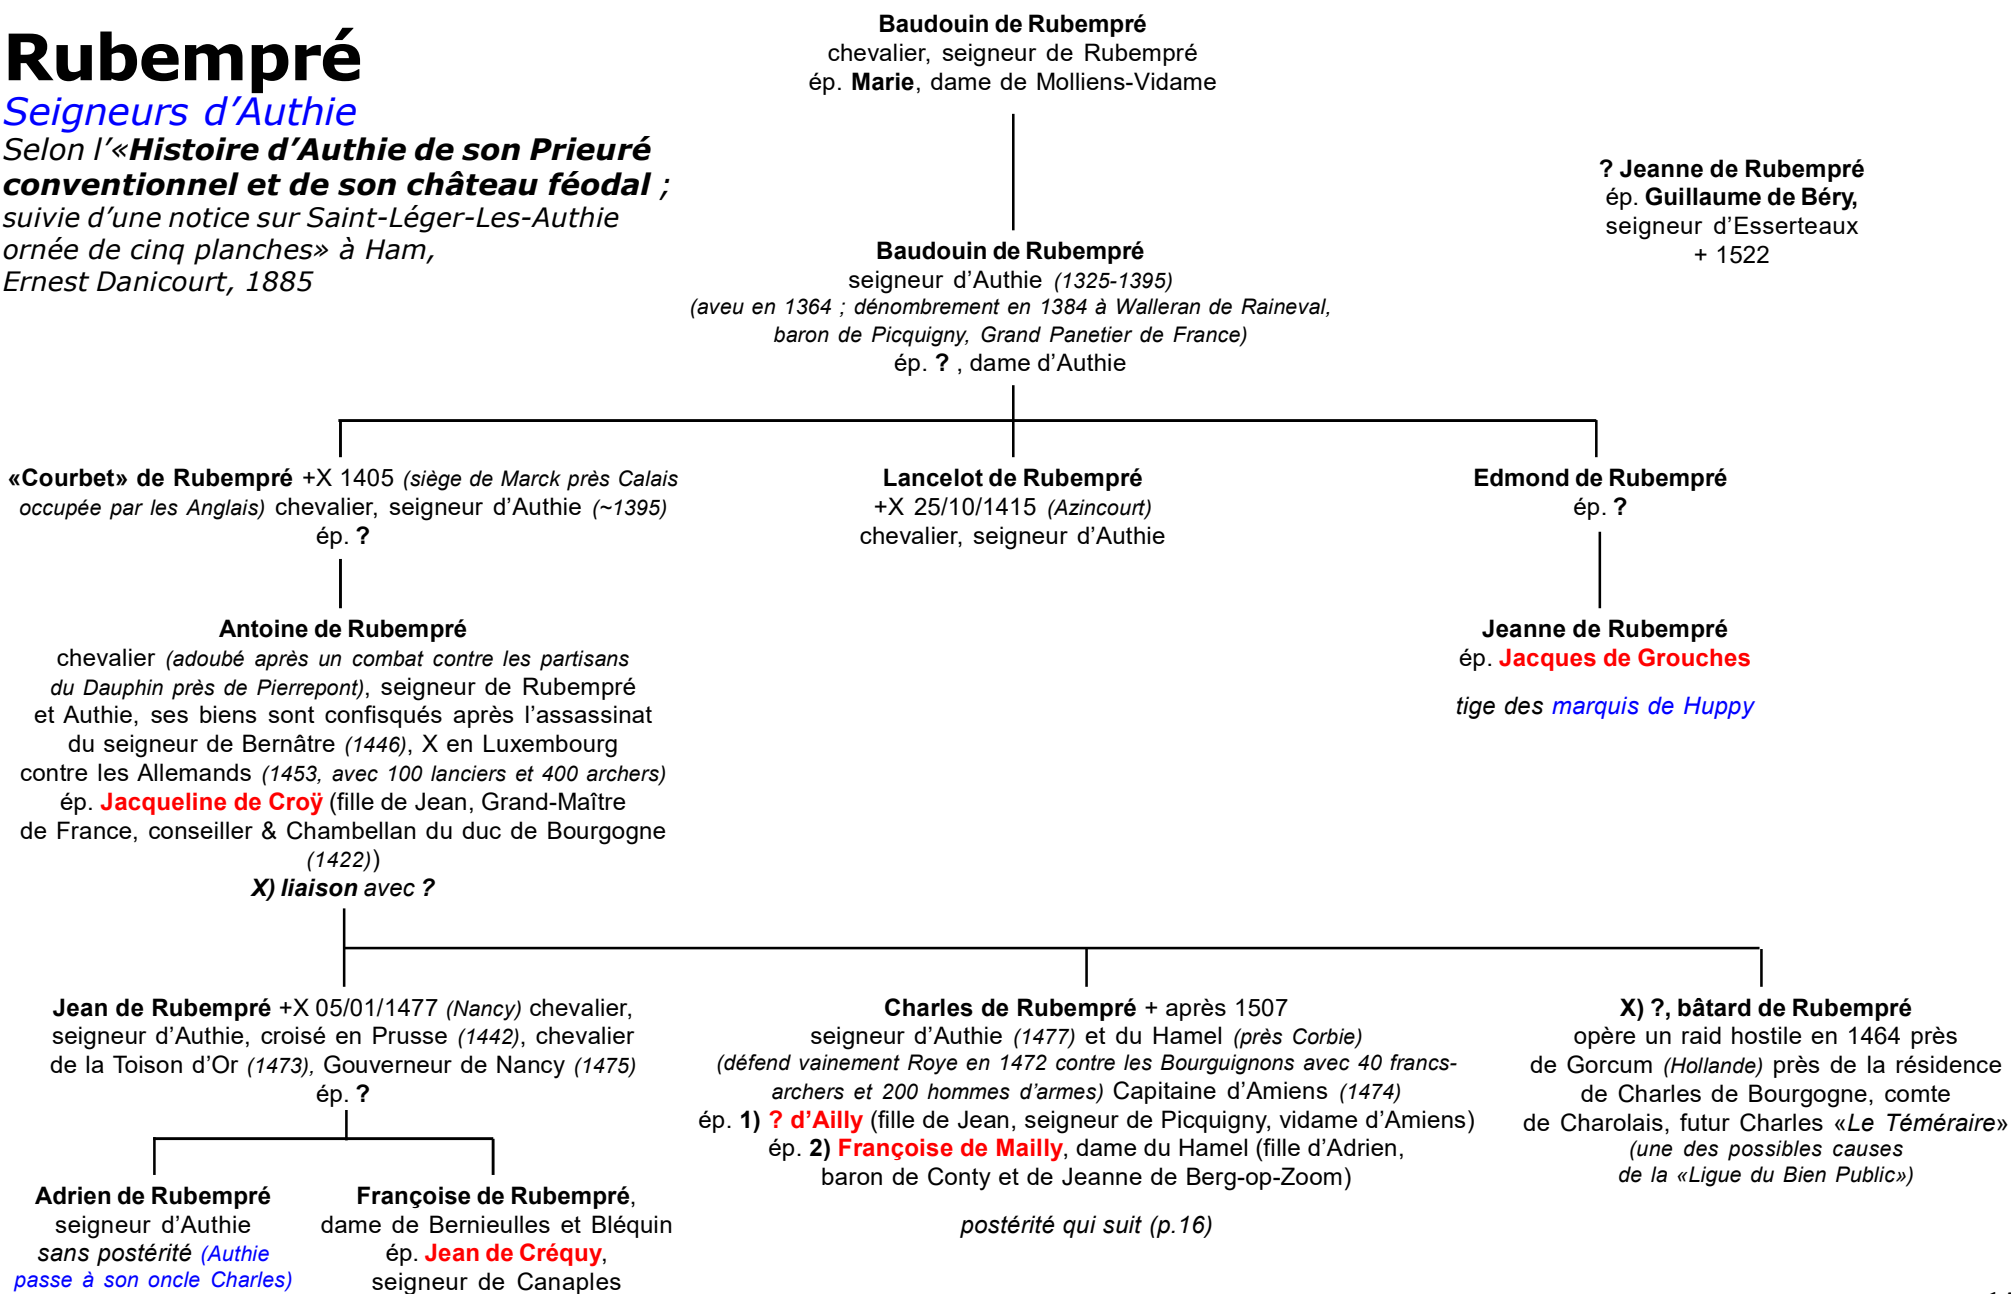 Rubempré
Seigneurs d’Authie
Selon l’«Histoire d’Authie de son Prieuré
conventionnel et de son château féodal ;
suivie d’une notice sur Saint-Léger-Les-Authie
ornée de cinq planches» à Ham,
Ernest Danicourt, 1885
Baudouin de Rubempré
chevalier, seigneur de Rubempré
ép. Marie, dame de Molliens-Vidame
? Jeanne de Rubempré
ép. Guillaume de Béry,
seigneur d’Esserteaux
+ 1522
Baudouin de Rubempré
seigneur d’Authie (1325-1395)
(aveu en 1364 ; dénombrement en 1384 à Walleran de Raineval,
baron de Picquigny, Grand Panetier de France)
ép. ? , dame d’Authie
«Courbet» de Rubempré +X 1405 (siège de Marck près Calais
occupée par les Anglais) chevalier, seigneur d’Authie (~1395)
ép. ?
Lancelot de Rubempré
+X 25/10/1415 (Azincourt)
chevalier, seigneur d’Authie
Edmond de Rubempré
ép. ?
Antoine de Rubempré
chevalier (adoubé après un combat contre les partisans
du Dauphin près de Pierrepont), seigneur de Rubempré
et Authie, ses biens sont confisqués après l’assassinat
du seigneur de Bernâtre (1446), X en Luxembourg
contre les Allemands (1453, avec 100 lanciers et 400 archers)
ép. Jacqueline de Croÿ (fille de Jean, Grand-Maître
de France, conseiller & Chambellan du duc de Bourgogne
(1422))
X) liaison avec ?
Jeanne de Rubempré
ép. Jacques de Grouches
tige des marquis de Huppy
Jean de Rubempré +X 05/01/1477 (Nancy) chevalier,
seigneur d’Authie, croisé en Prusse (1442), chevalier
de la Toison d’Or (1473), Gouverneur de Nancy (1475)
ép. ?
Charles de Rubempré + après 1507
seigneur d’Authie (1477) et du Hamel (près Corbie)
(défend vainement Roye en 1472 contre les Bourguignons avec 40 francs-
archers et 200 hommes d’armes) Capitaine d’Amiens (1474)
ép. 1) ? d’Ailly (fille de Jean, seigneur de Picquigny, vidame d’Amiens)
ép. 2) Françoise de Mailly, dame du Hamel (fille d’Adrien,
baron de Conty et de Jeanne de Berg-op-Zoom)
postérité qui suit (p.16)
X) ?, bâtard de Rubempré
opère un raid hostile en 1464 près
de Gorcum (Hollande) près de la résidence
de Charles de Bourgogne, comte
de Charolais, futur Charles «Le Téméraire»
(une des possibles causes
de la «Ligue du Bien Public»)
Adrien de Rubempré
seigneur d’Authie
sans postérité (Authie
passe à son oncle Charles)
Françoise de Rubempré,
dame de Bernieulles et Bléquin
ép. Jean de Créquy,
seigneur de Canaples